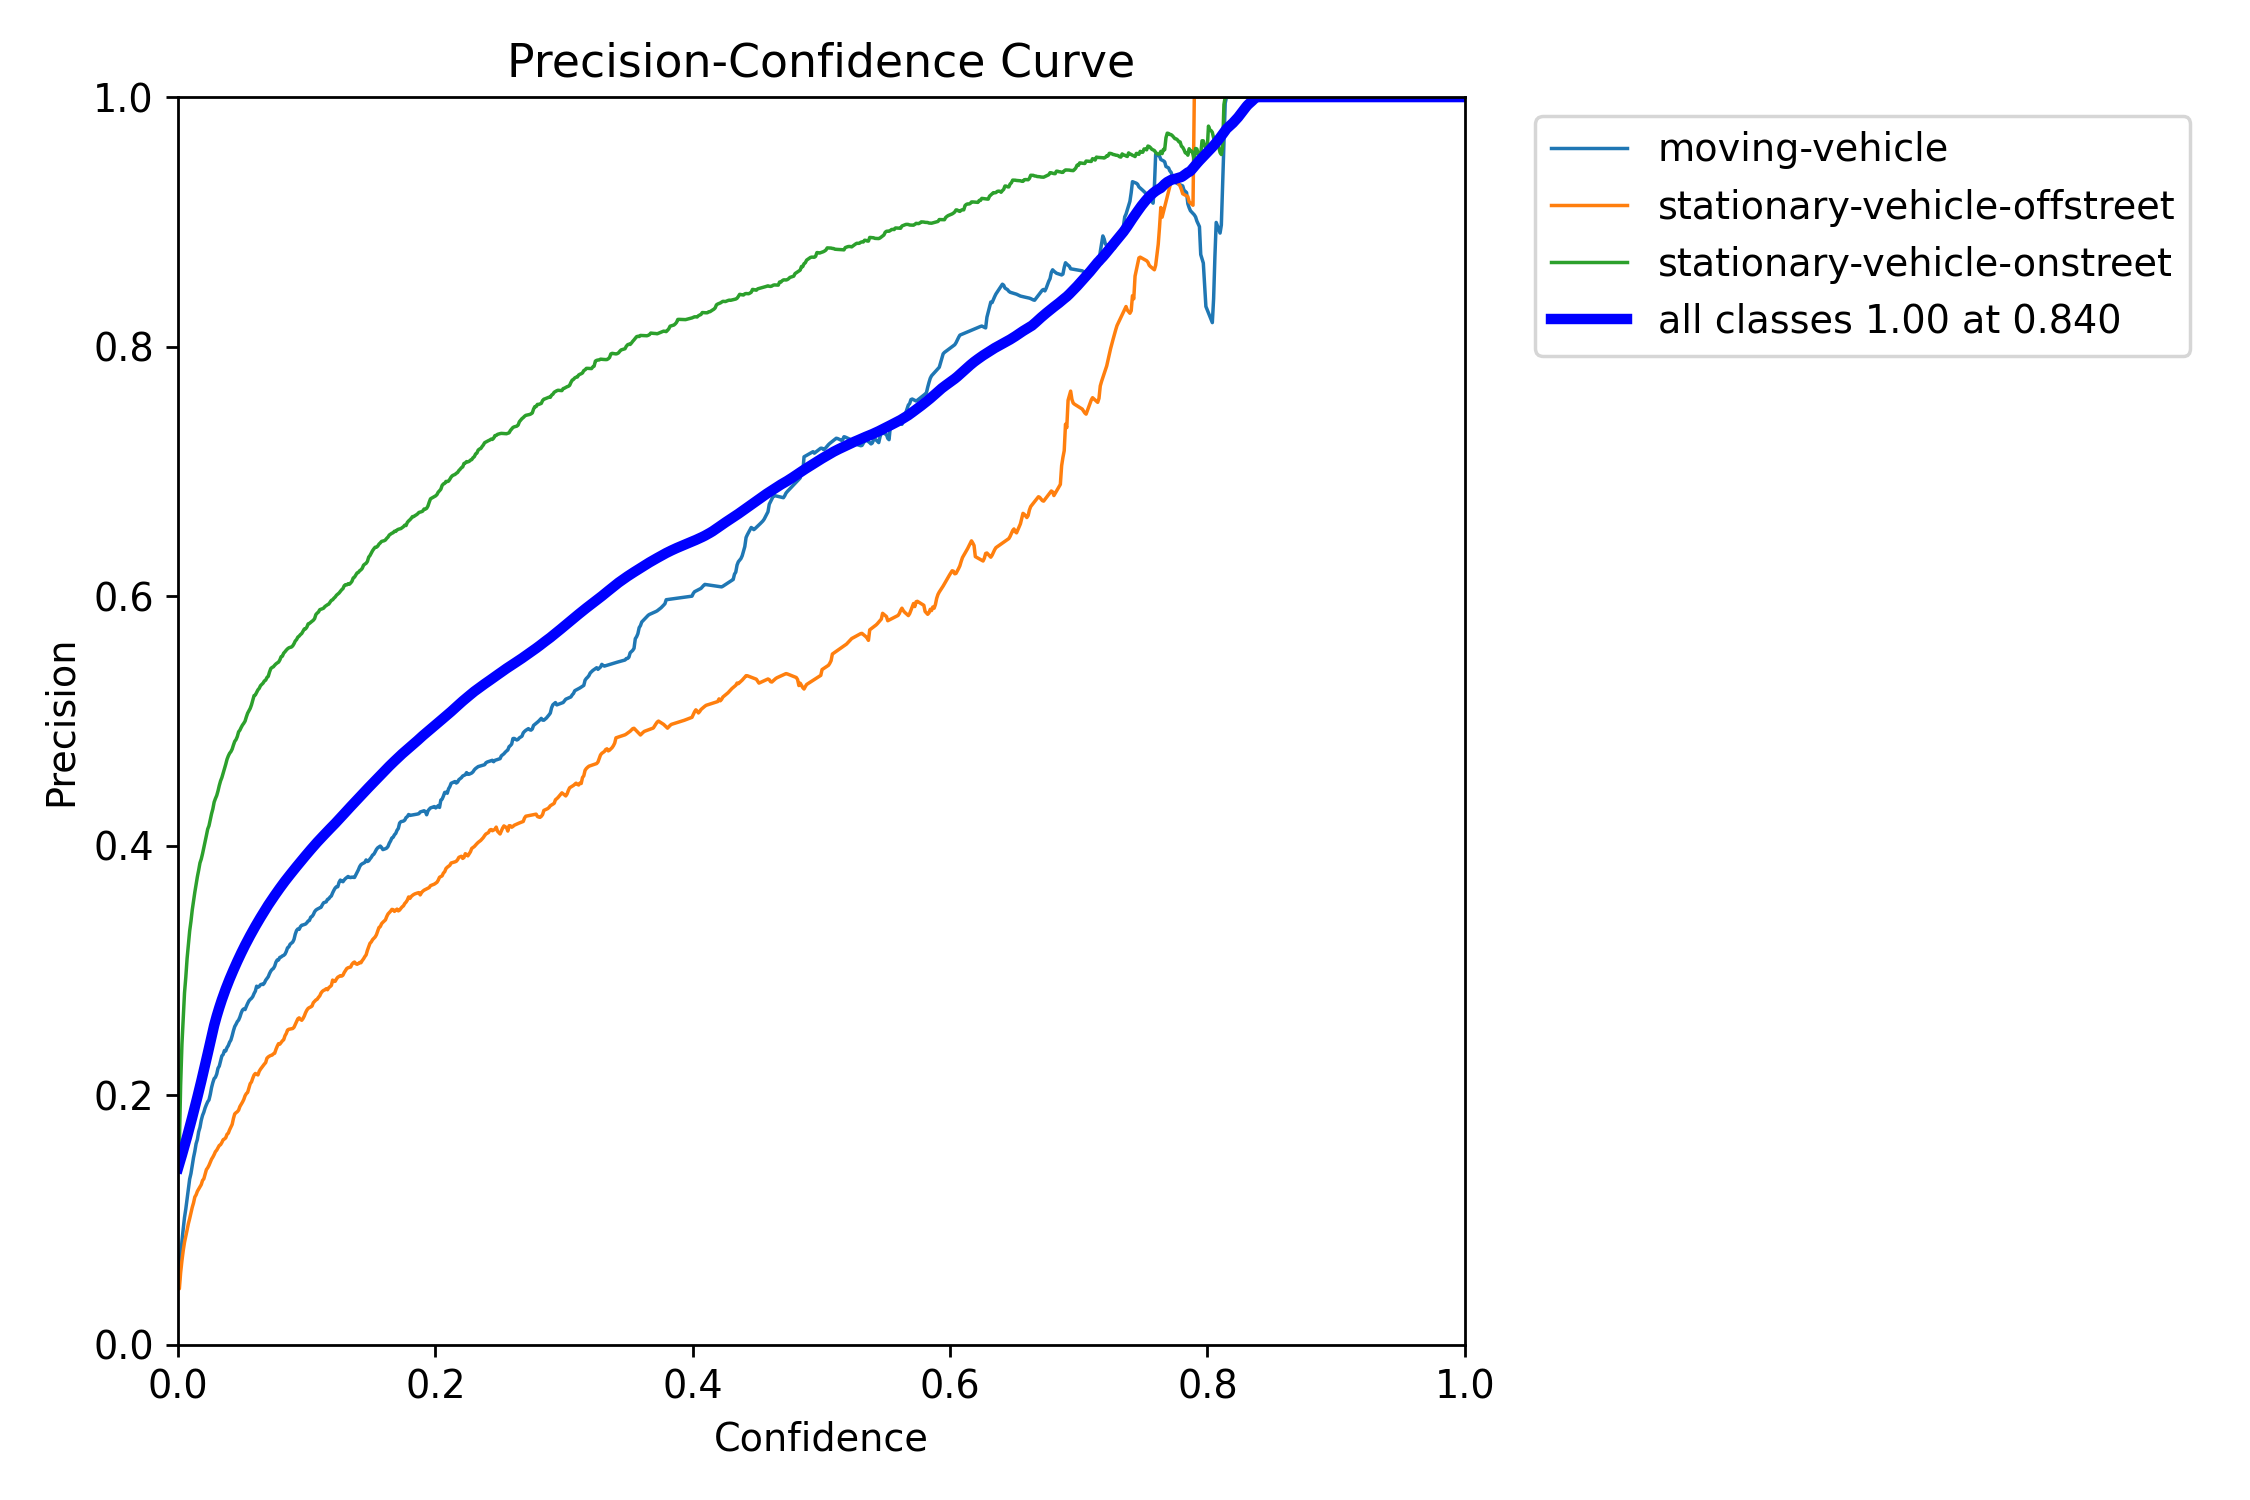 Precision-Confidence Curve
1.0
0.8
0.6
0.4
0.2
0.0
Precision
0.0 0.2 0.4 0.6 0.8 1.0
Confidence
moving-vehicle
stationary-vehicle-offstreet
stationary-vehicle-onstreet
all classes 1.00 at 0.840